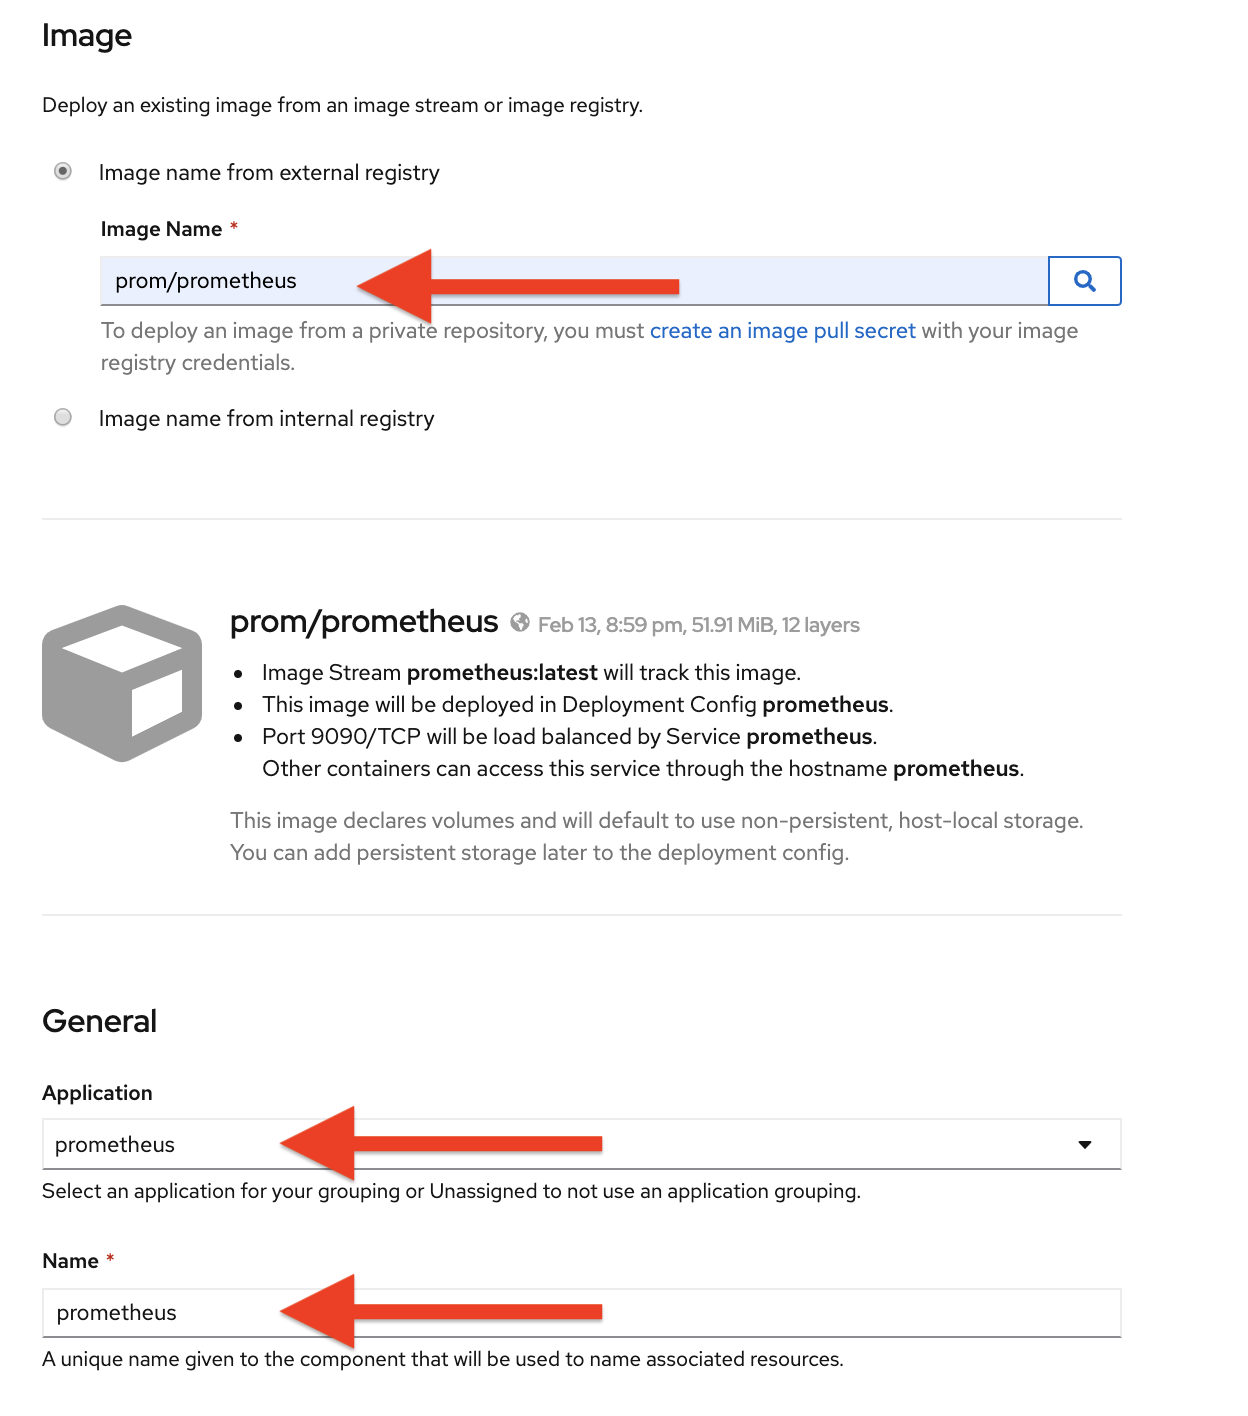 Image
Deploy an existing image from an image stream or image registry.
Image name from external registry
Image Name *
prom/prometheus
To deploy an image from a private repository, you must create an image pull secret with your image
registry credentials.
Image name from internal registry
prom/prometheus Feb 13, 8:59 pm, 51.91 MiB, 12 layers
• Image Stream prometheus:latest will track this image.
• This image will be deployed in Deployment Config prometheus.
• Port 9090/TCP will be load balanced by Service prometheus.
Other containers can access this service through the hostname prometheus.
This image declares volumes and will default to use non-persistent, host-local storage.
You can add persistent storage later to the deployment config.
General
Application
prometheus
Select an application for your grouping or Unassigned to not use an application grouping.
Name *
prometheus
A unique name given to the component that will be used to name associated resources.